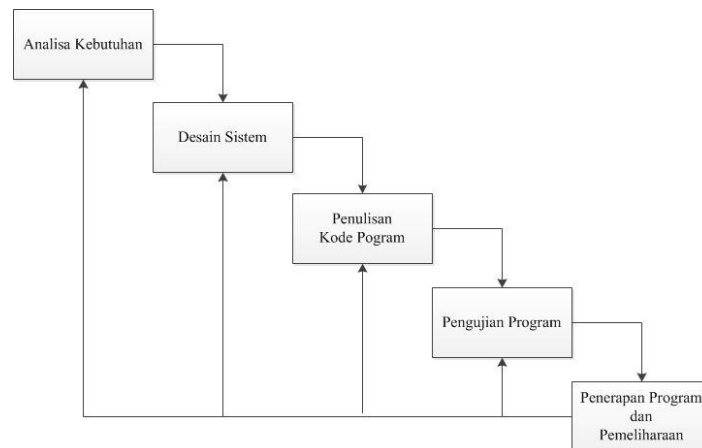 Analisa Kebutuhan
Desain Sistem
Penulisan
Kode Pogram
Pengujian Program
Penerapan Program
dan
Pemeliharaan